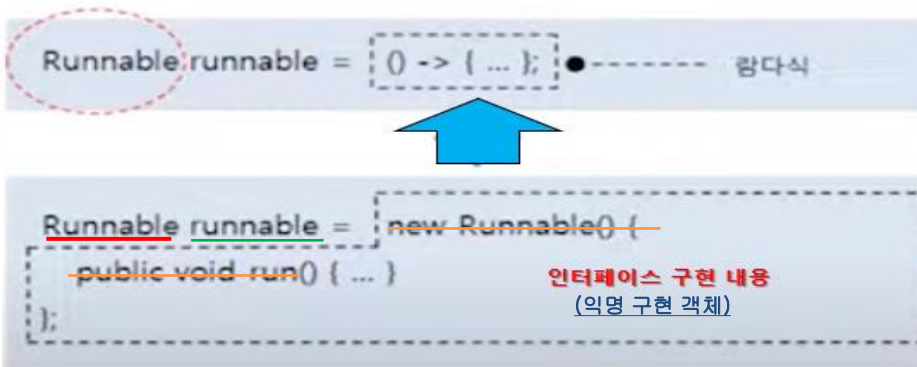 Runnable runnable = () -> { ... }; 람다식
Runnable runnable = new Runnable() {
public void run() { ... }
인터페이스 구현 내용
(익명 구현 객체)
};